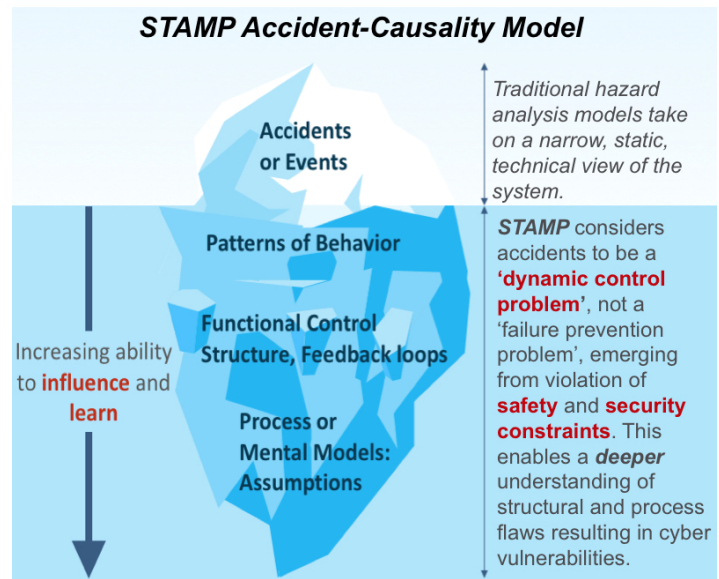 STAMP Accident-Causality Model
Accidents
or Events
Traditional hazard
analysis models take
on a narrow, static,
technical view of the
system.
Patterns of Behavior
Functional Control
Structure, Feedback loops
Process or
Mental Models:
Assumptions
Increasing ability
to influence and
learn
STAMP considers
accidents to be a
‘dynamic control
problem’, not a
‘failure prevention
problem’, emerging
from violation of
safety and security
constraints. This
enables a deeper
understanding of
structural and process
flaws resulting in cyber
vulnerabilities.